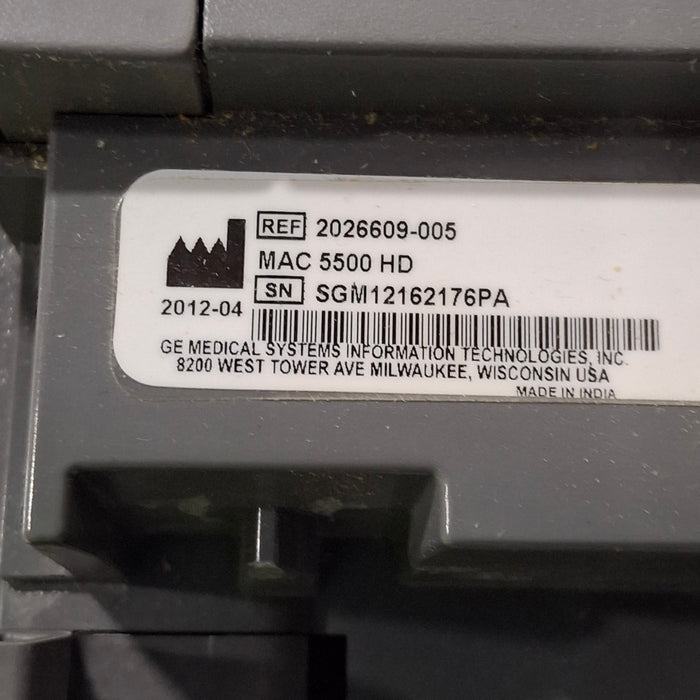 REF 2026609-005
MAC 5500 HD
SN SGM12162176PA
2012-04
GE MEDICAL SYSTEMS INFORMATION TECHNOLOGIES, INC.
8200 WEST TOWER AVE MILWAUKEE, WISCONSIN USA
MADE IN INDIA